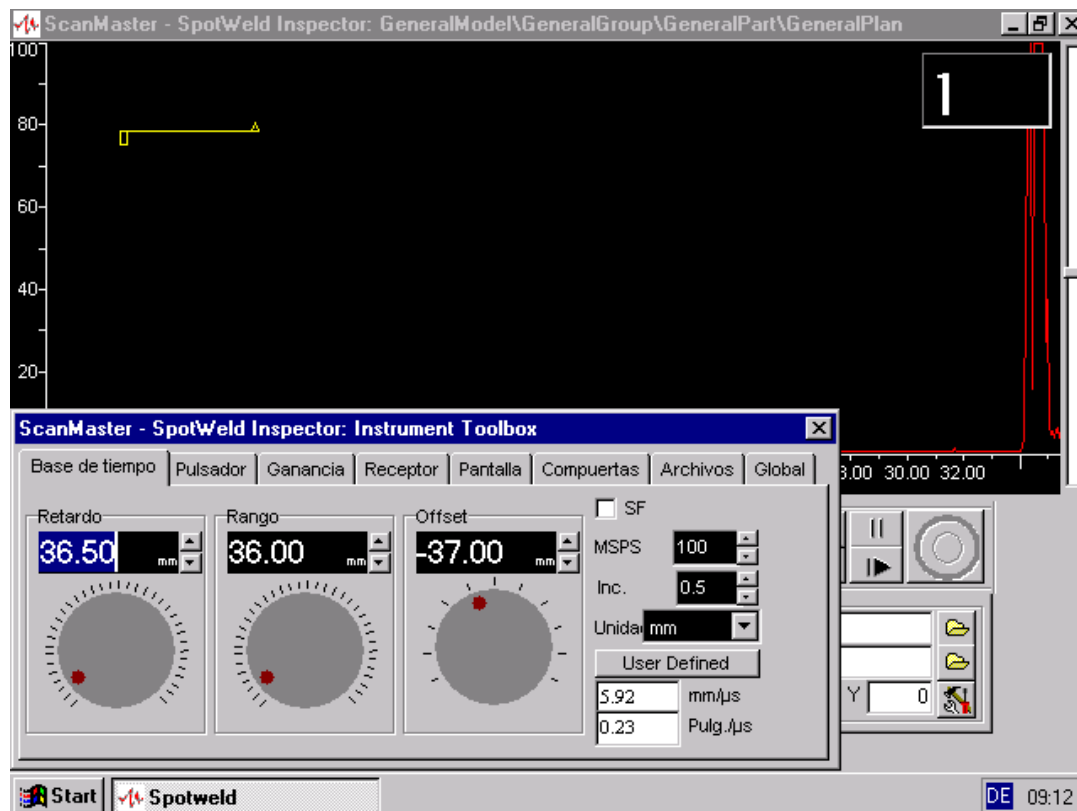 ScanMaster - SpotWeld Inspector: GeneralModel\GeneralGroup\GeneralPart\GeneralPlan
100
1
80
60
40
20
ScanMaster - SpotWeld Inspector: Instrument Toolbox
Base de tiempo Pulsador Ganancia Receptor Pantalla Compuertas Archivos Global
30.00 32.00
Retardo Rango Offset SF
36.50 mm 36.00 mm -37.00 mm
MSPS 100
Inc. 0.5
mm
User Defined
5.92 mm/µs
0.23 Pulg./µs
Y 0
Start Spotweld DE 09:12